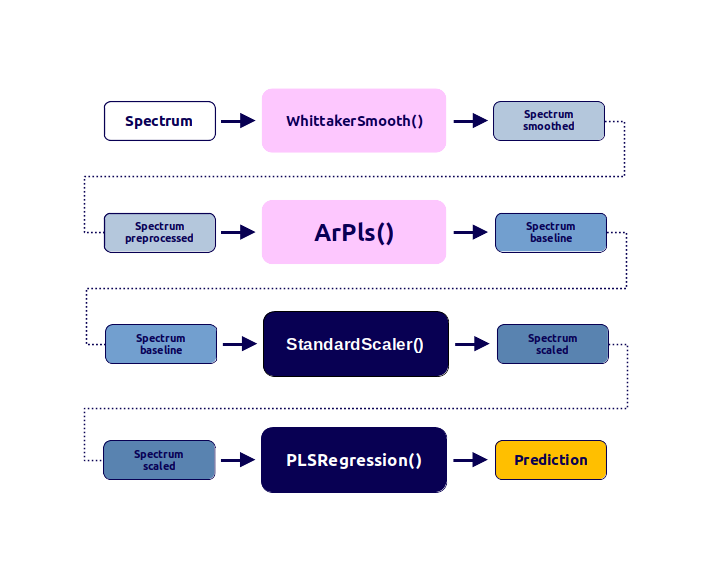 Spectrum
WhittakerSmooth()
Spectrum
smoothed
Spectrum
preprocessed
ArPls()
Spectrum
baseline
Spectrum
baseline
StandardScaler()
Spectrum
scaled
Spectrum
scaled
PLSRegression()
Prediction